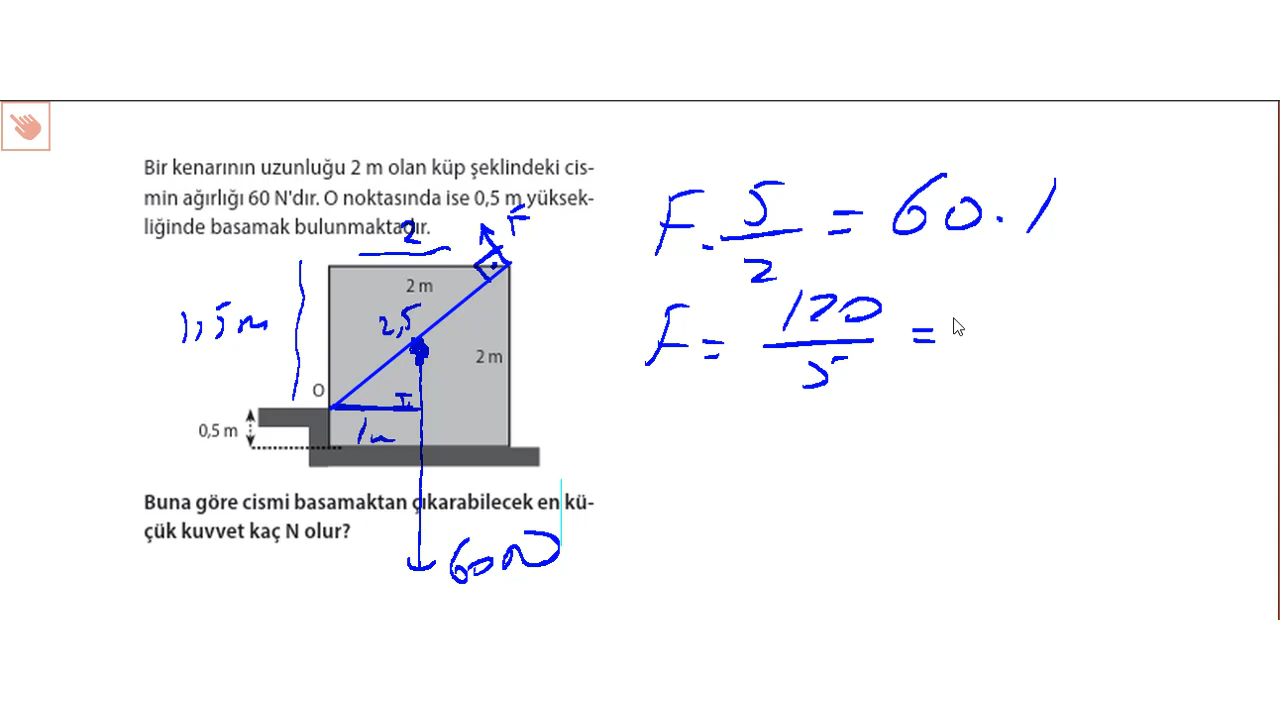 Bir kenarının uzunluğu 2 m olan küp şeklindeki cis-
min ağırlığı 60 N'dır. O noktasında ise 0,5 m yüksek-
liğinde basamak bulunmaktadır.
2
F
2 m
1,5 m
2,5
2 m
O
0,5 m
1m
Buna göre cismi basamaktan çıkarabilecek en kü-
çük kuvvet kaç N olur?
60N
F. 5/2 = 60.1
F = 120/5 =